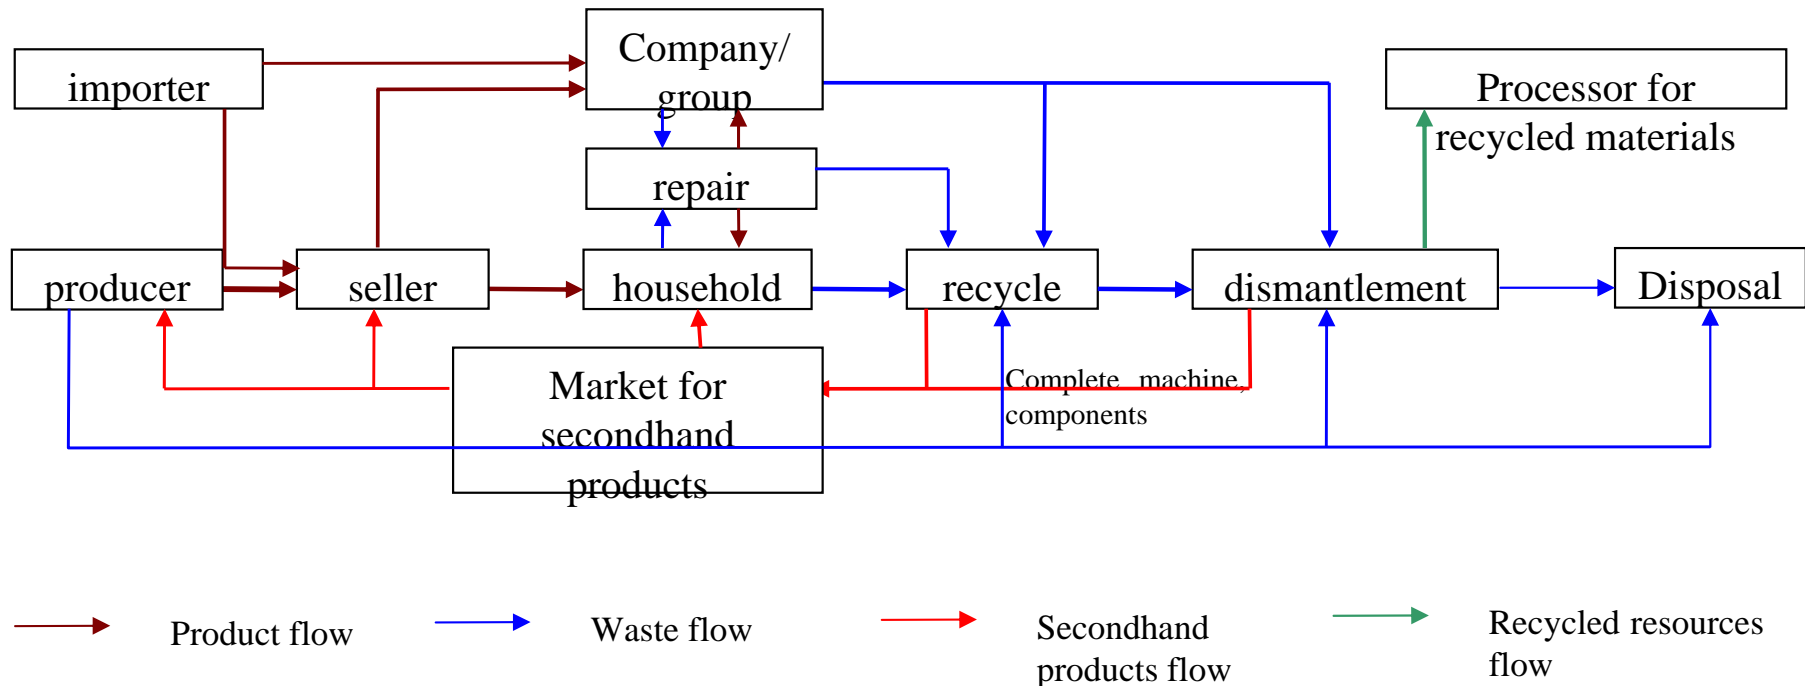 Company/
group
importer
Processor for
recycled materials
repair
producer
seller
household
recycle
dismantlement
Disposal
Market for
secondhand
products
Complete machine,
components
Product flow
Waste flow
Secondhand
products flow
Recycled resources
flow